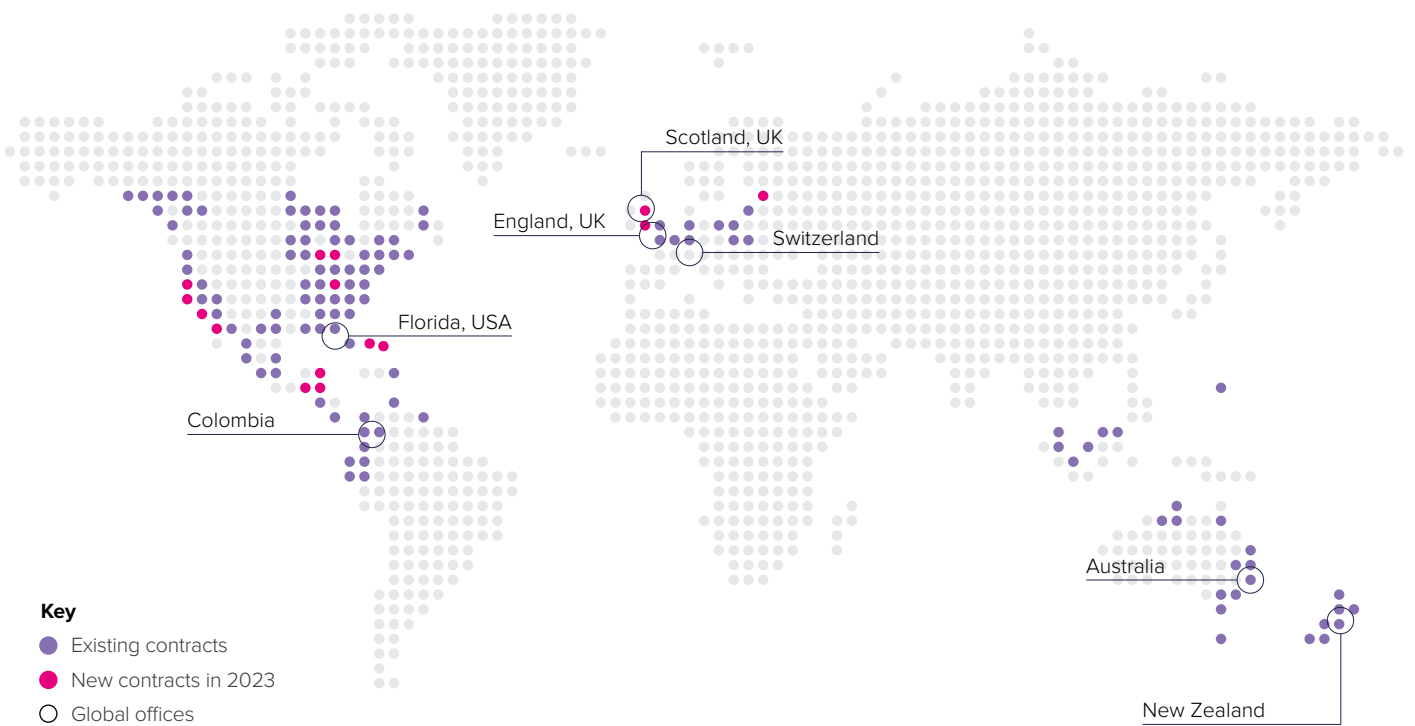 Scotland, UK
England, UK
Switzerland
Florida, USA
Colombia
Australia
New Zealand
Key
Existing contracts
New contracts in 2023
Global offices